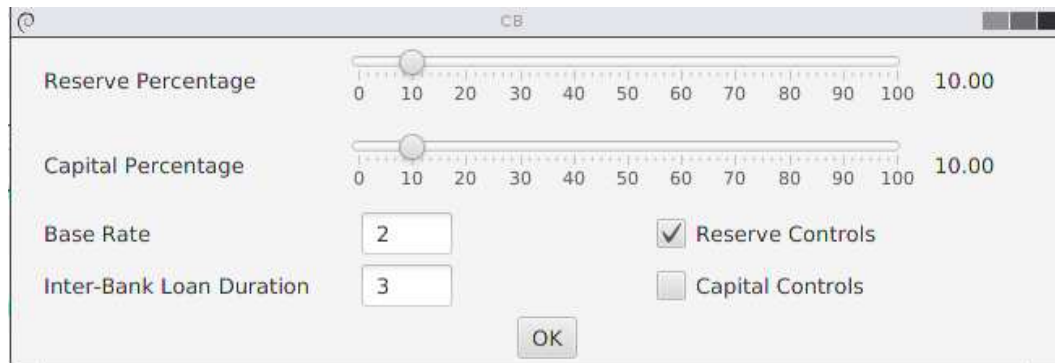 CB
Reserve Percentage 10.00
0 10 20 30 40 50 60 70 80 90 100
Capital Percentage 10.00
0 10 20 30 40 50 60 70 80 90 100
Base Rate 2 Reserve Controls
Inter-Bank Loan Duration 3 Capital Controls
OK